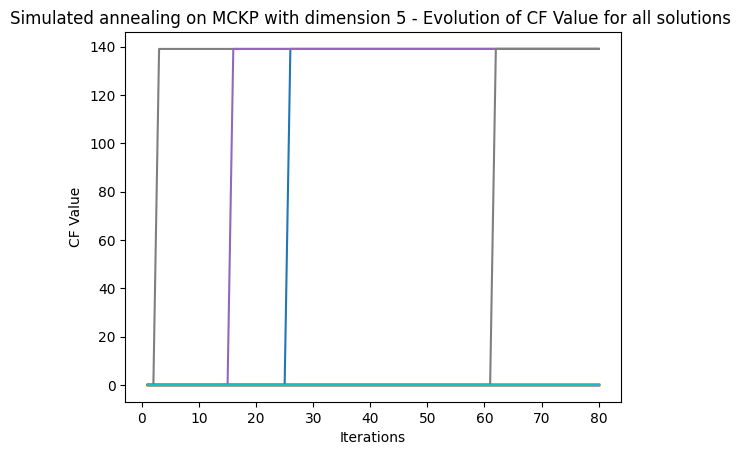 Simulated annealing on MCKP with dimension 5 - Evolution of CF Value for all solutions
140
120
100
80
60
40
20
0
CF Value
0 10 20 30 40 50 60 70 80
Iterations